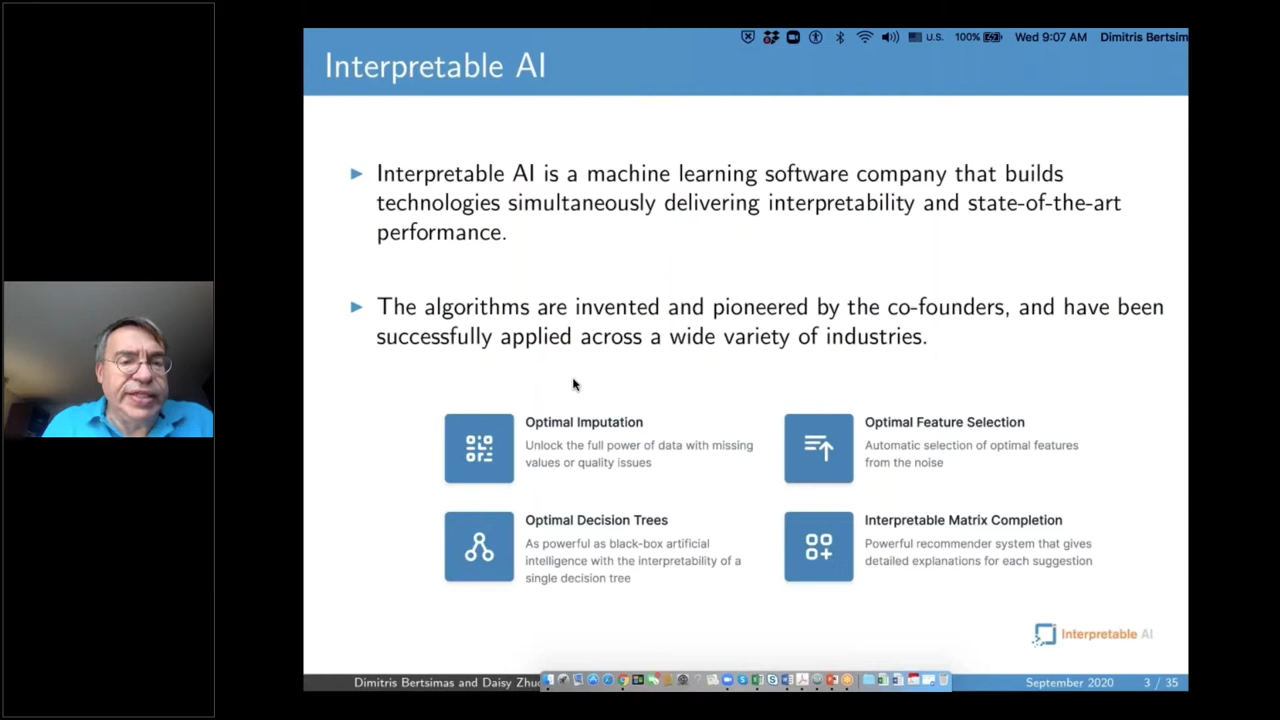 U.S. 100% Wed 9:07 AM Dimitris Bertsim
Interpretable AI
Interpretable AI is a machine learning software company that builds
technologies simultaneously delivering interpretability and state-of-the-art
performance.
The algorithms are invented and pioneered by the co-founders, and have been
successfully applied across a wide variety of industries.
Optimal Imputation
Unlock the full power of data with missing
values or quality issues
Optimal Feature Selection
Automatic selection of optimal features
from the noise
Optimal Decision Trees
As powerful as black-box artificial
intelligence with the interpretability of a
single decision tree
Interpretable Matrix Completion
Powerful recommender system that gives
detailed explanations for each suggestion
Interpretable AI
Dimitris Bertsimas and Daisy Zhuo
September 2020 3 / 35